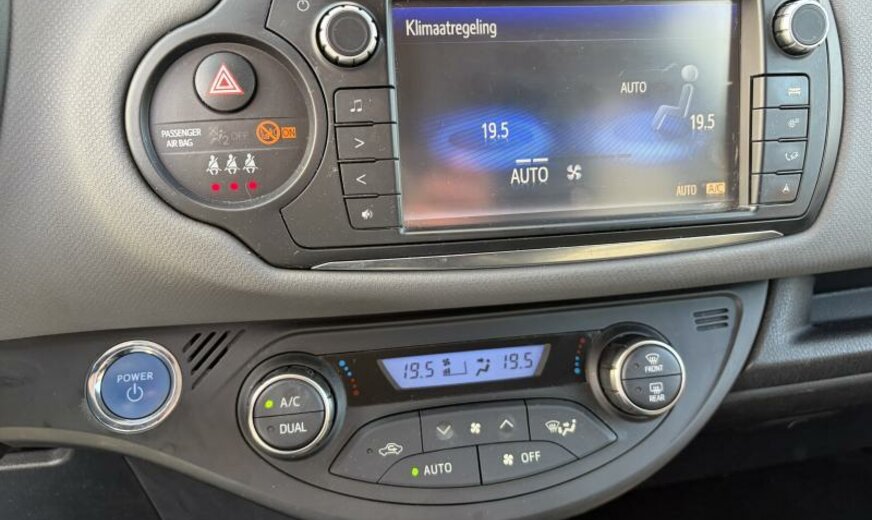 Klimaatregeling
AUTO
19.5
19.5
AUTO
AUTO A/C
PASSENGER
AIR BAG
2 OFF
ON
POWER
A/C
DUAL
19.5
19.5
FRONT
REAR
AUTO
OFF